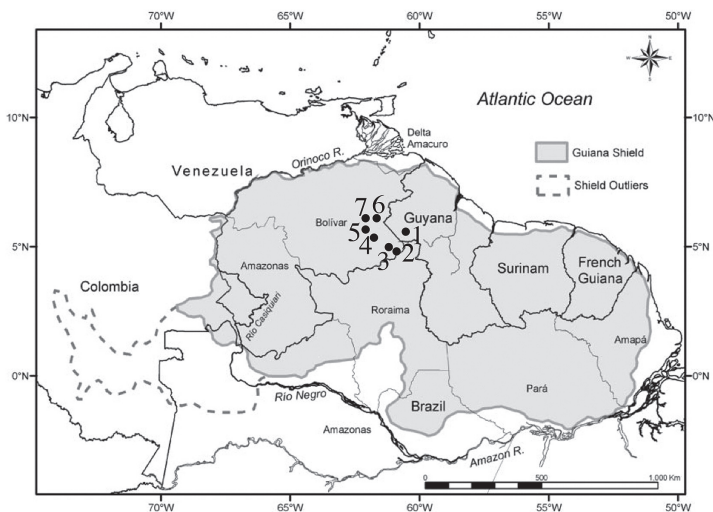 70°W 65°W 60°W 55°W 50°W
N
W E
S
Atlantic Ocean
10°N 10°N
Delta
Amacuro
Orinoco R.
Guiana Shield
Venezuela
Shield Outliers
7 6
Bolívar
Guyana
1
5
5°N 5°N
4
2
3
Amazonas
Surinam
French
Guiana
Colombia
Rio Casiquiari
Roraima
Amapá
0°N 0°N
Pará
Rio Negro
Brazil
Amazonas
Amazon R.
0 500 1,000 Km
70°W 65°W 60°W 55°W 50°W